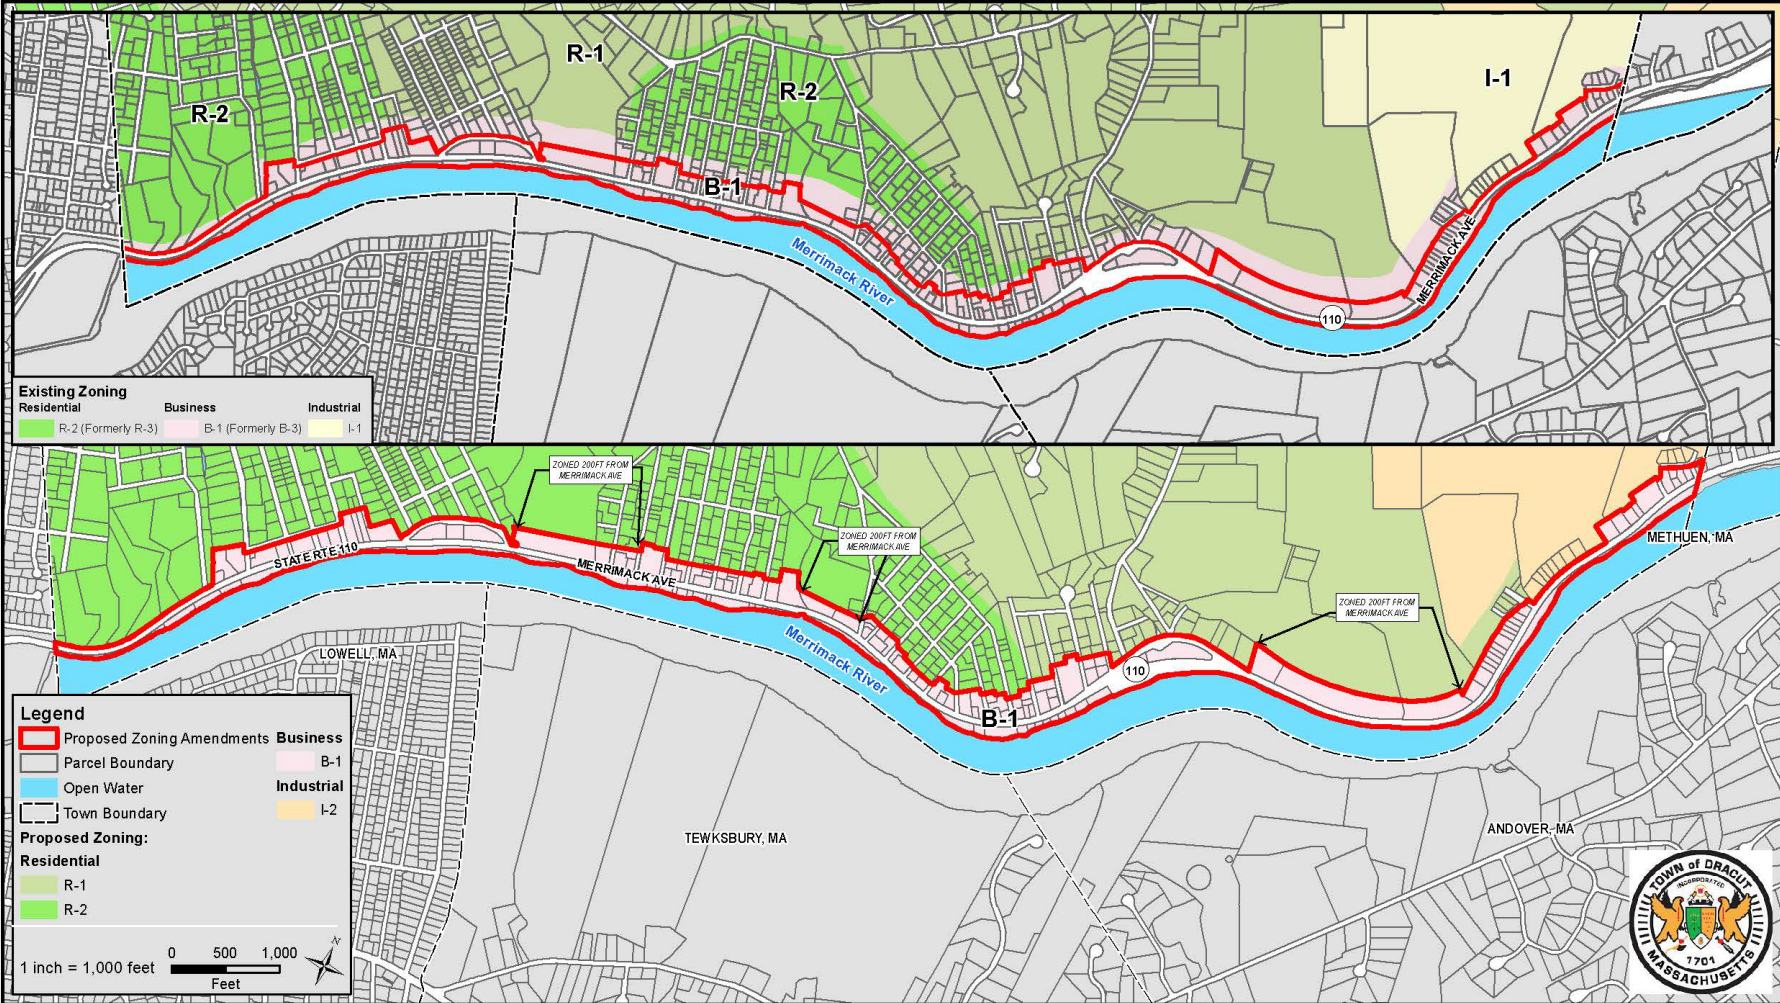 R-1
R-2
R-2
I-1
B-1
Merrimack River
MERRIMACK AVE
110
Existing Zoning
Residential
Business
Industrial
R-2 (Formerly R-3)
B-1 (Formerly B-3)
I-1
ZONED 200FT FROM
MERRIMACK AVE
ZONED 200FT FROM
MERRIMACK AVE
ZONED 200FT FROM
MERRIMACK AVE
STATE RTE 110
MERRIMACK AVE
METHUEN, MA
LOWELL, MA
Merrimack River
110
B-1
TEWKSBURY, MA
ANDOVER, MA
Legend
Proposed Zoning Amendments
Parcel Boundary
Open Water
Town Boundary
Proposed Zoning:
Residential
R-1
R-2
Business
B-1
Industrial
I-2
1 inch = 1,000 feet
0 500 1,000
Feet
N
TOWN of DRACUT
INCORPORATED
1701
MASSACHUSETTS